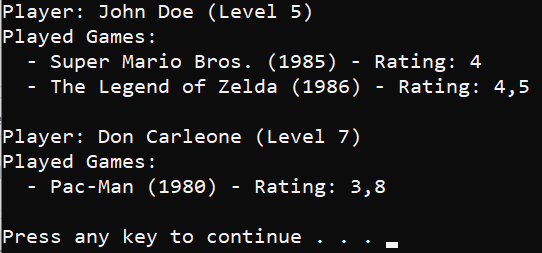 Player: John Doe (Level 5)
Played Games:
  - Super Mario Bros. (1985) - Rating: 4
  - The Legend of Zelda (1986) - Rating: 4,5

Player: Don Carleone (Level 7)
Played Games:
  - Pac-Man (1980) - Rating: 3,8

Press any key to continue . . .